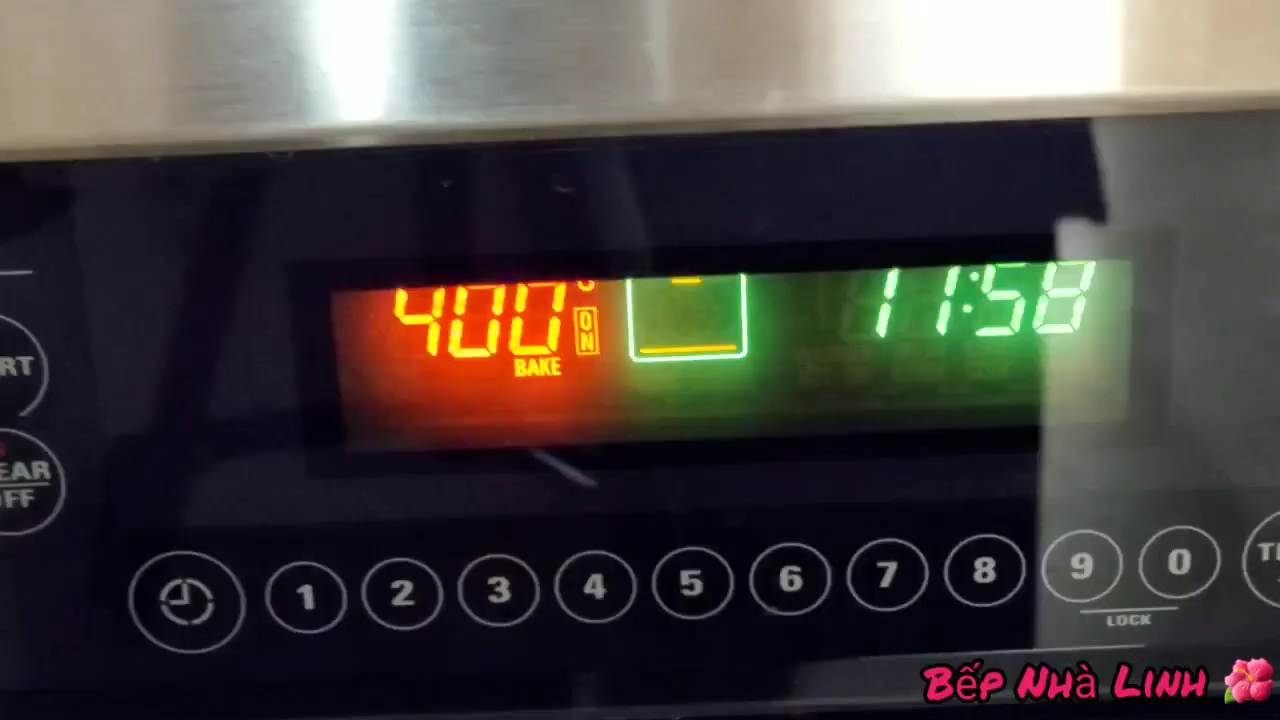 400 ON 11:58
BAKE
RT
EAR
OFF
1 2 3 4 5 6 7 8 9 0
LOCK
Bếp Nhà Linh